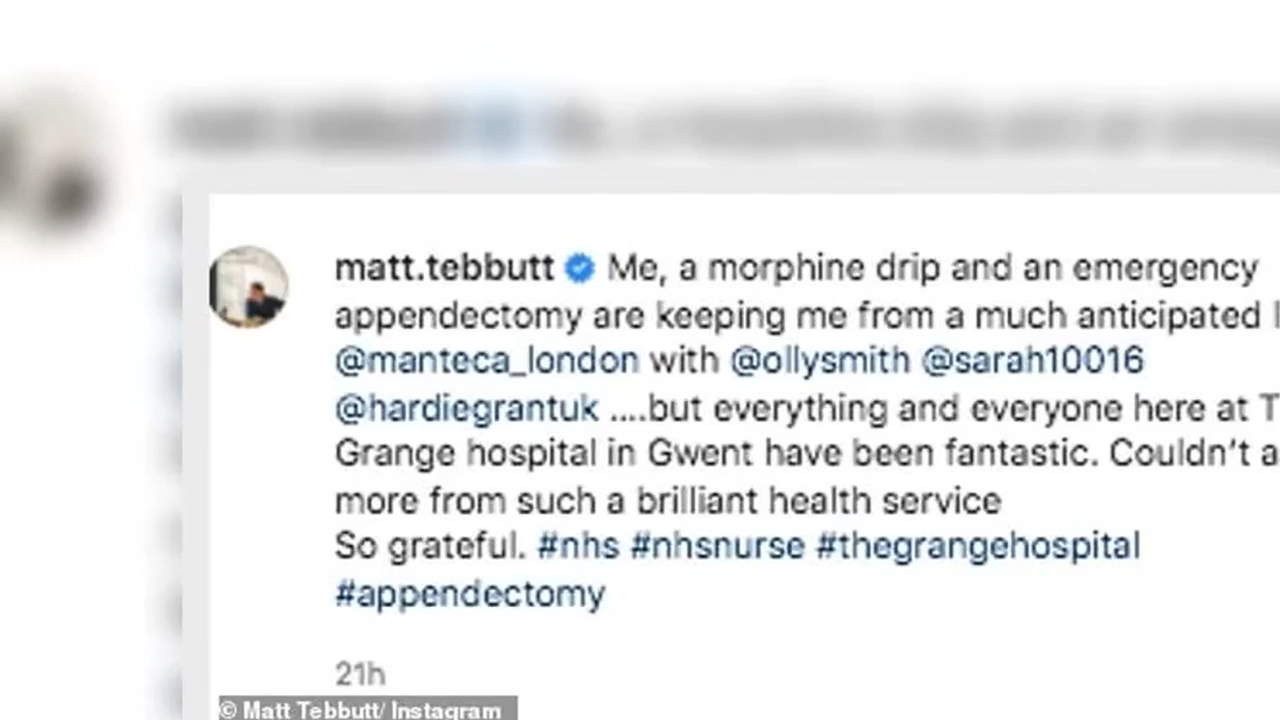 matt.tebbutt Me, a morphine drip and an emergency
appendectomy are keeping me from a much anticipated
@manteca_london with @ollysmith @sarah10016
@hardiegrantuk ....but everything and everyone here at
Grange hospital in Gwent have been fantastic. Couldn't
more from such a brilliant health service
So grateful. #nhs #nhsnurse #thegrangehospital
#appendectomy
21h
© Matt Tebbutt/ Instagram